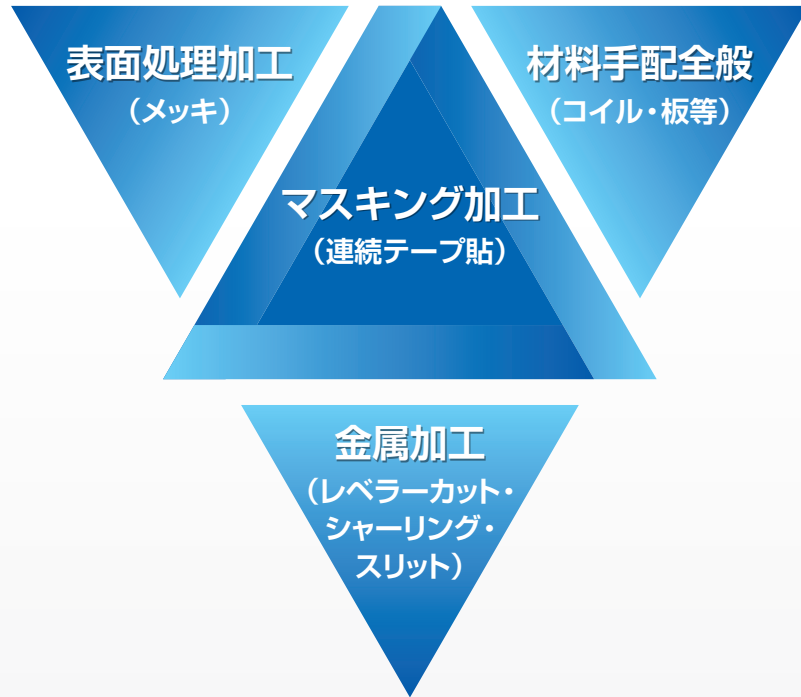 表面処理加工
（メッキ）
材料手配全般
（コイル・板等）
マスキング加工
（連続テープ貼）
金属加工
（レベラーカット・
シャーリング・
スリット）